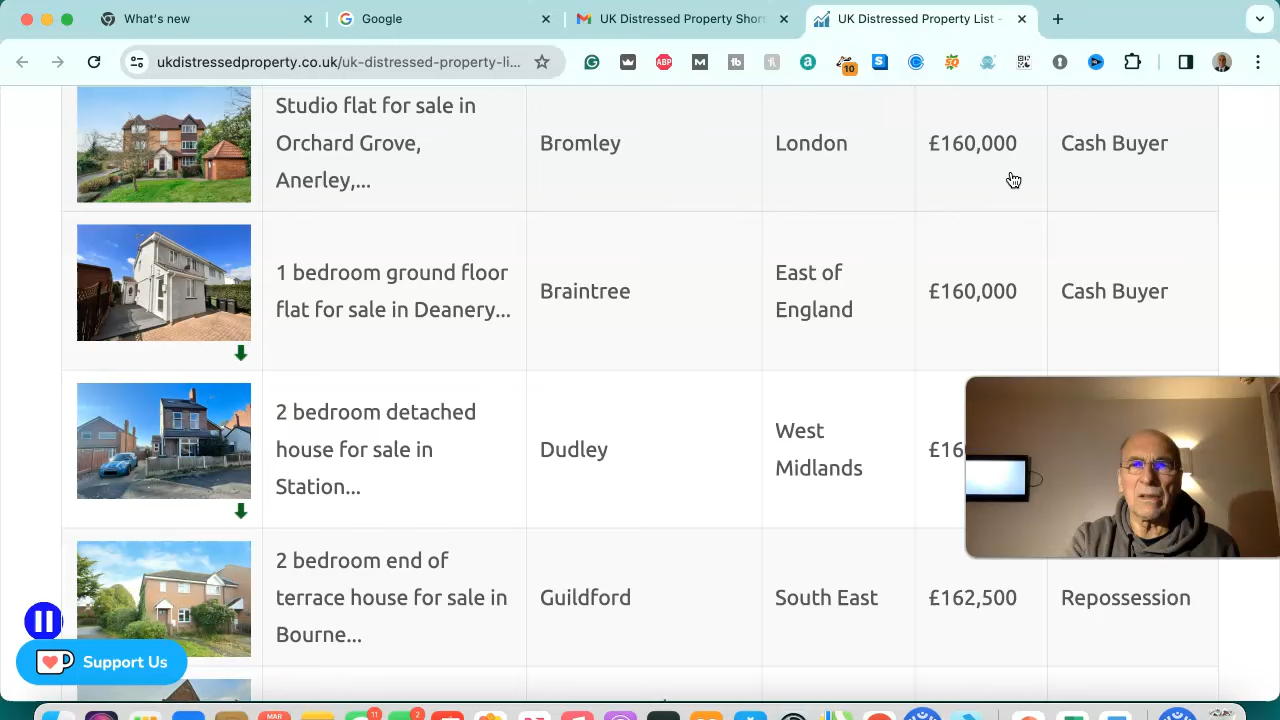 What's new
Google
UK Distressed Property Shor
UK Distressed Property List -
ukdistressedproperty.co.uk/uk-distressed-property-li...
ABP
10
Studio flat for sale in
Orchard Grove,
Anerley,...
Bromley
London
£160,000
Cash Buyer
1 bedroom ground floor
flat for sale in Deanery...
Braintree
East of
England
£160,000
Cash Buyer
2 bedroom detached
house for sale in
Station...
Dudley
West
Midlands
2 bedroom end of
terrace house for sale in
Bourne...
Guildford
South East
£162,500
Repossession
Support Us
MAR
11
2